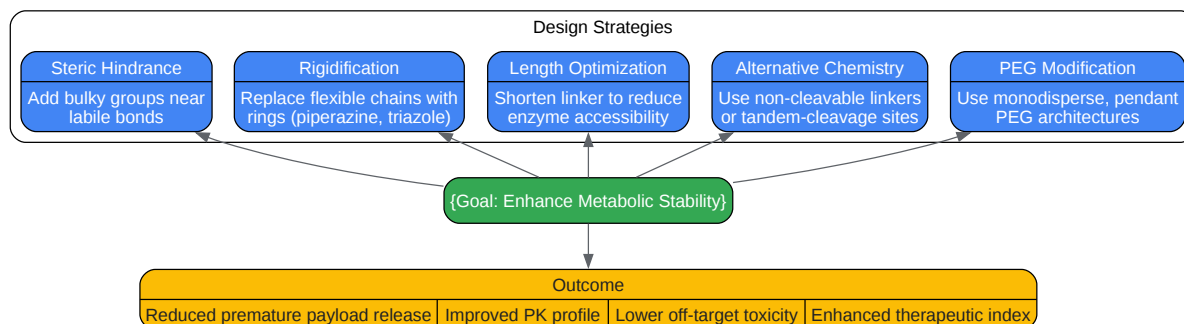 Design Strategies
Steric Hindrance
Add bulky groups near
labile bonds
Rigidification
Replace flexible chains with
rings (piperazine, triazole)
Length Optimization
Shorten linker to reduce
enzyme accessibility
Alternative Chemistry
Use non-cleavable linkers
or tandem-cleavage sites
PEG Modification
Use monodisperse, pendant
PEG architectures
{Goal: Enhance Metabolic Stability}
Outcome
Reduced premature payload release
Improved PK profile
Lower off-target toxicity
Enhanced therapeutic index